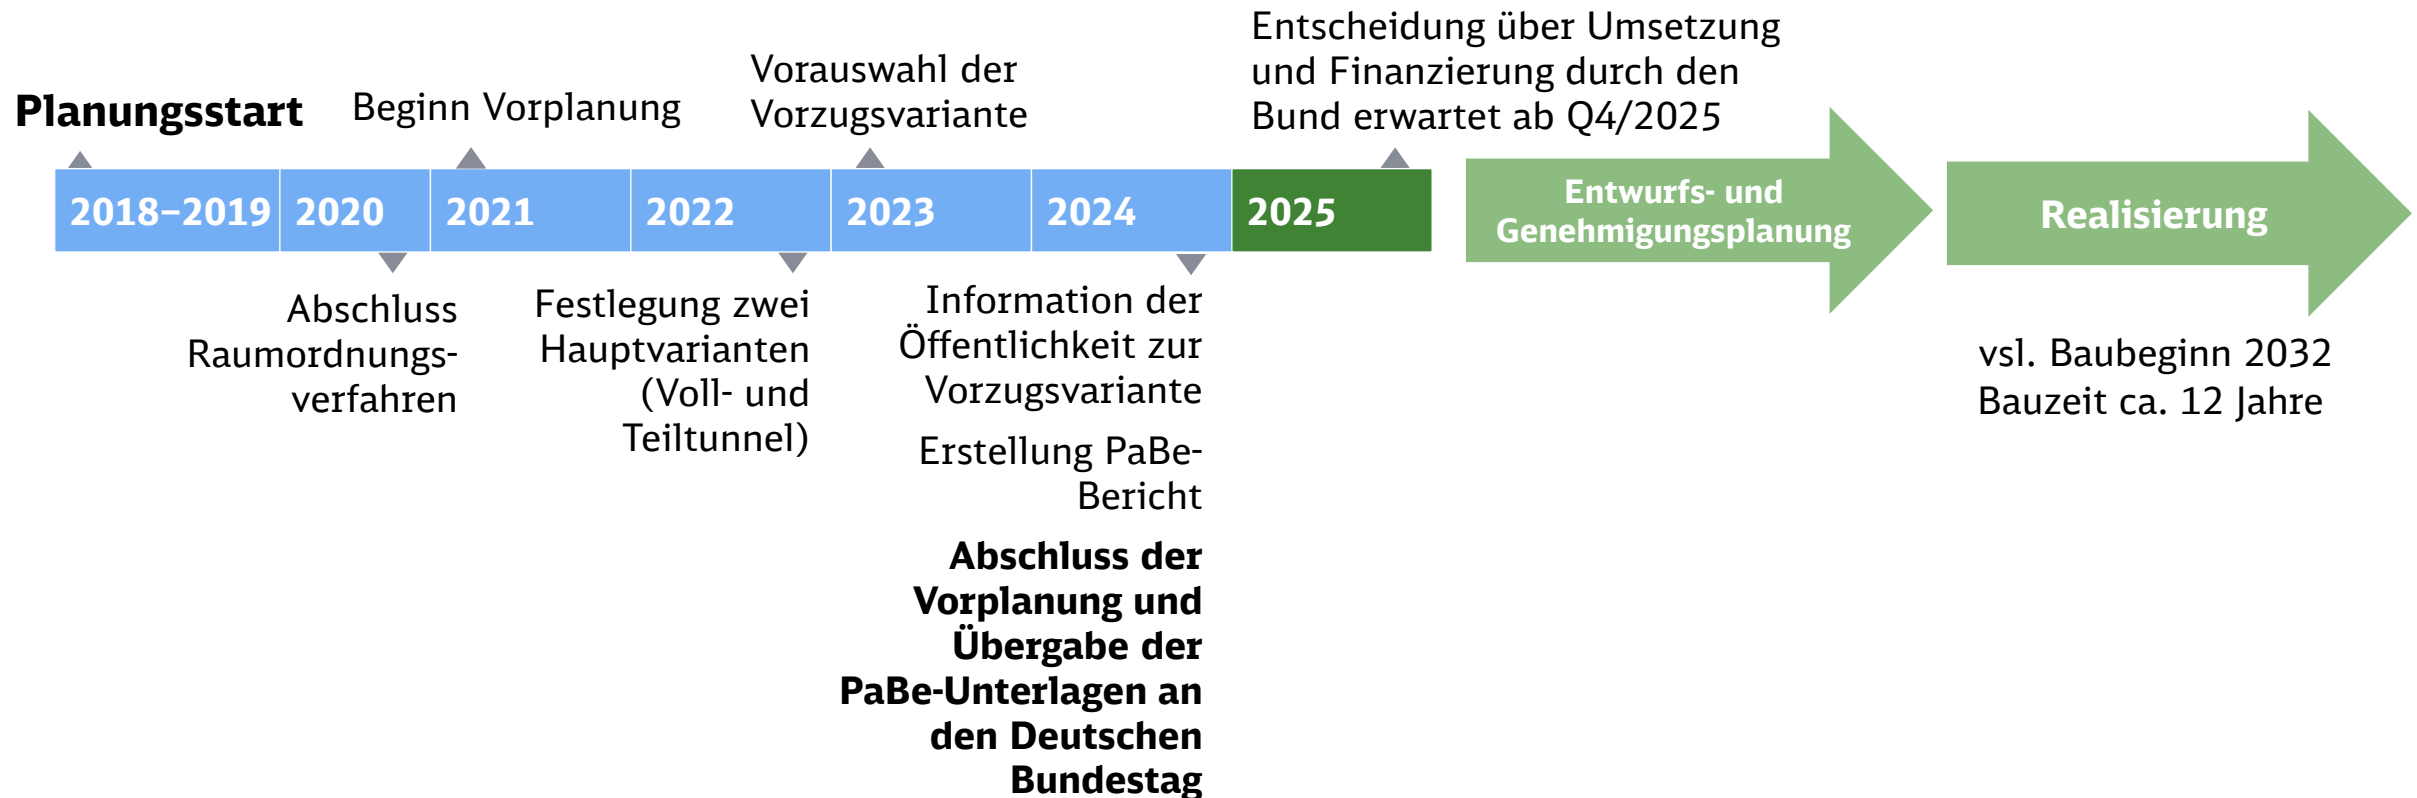 Planungsstart
Beginn Vorplanung
Vorauswahl der
Vorzugsvariante
Entscheidung über Umsetzung
und Finanzierung durch den
Bund erwartet ab Q4/2025
2018–2019
2020
2021
2022
2023
2024
2025
Entwurfs- und
Genehmigungsplanung
Realisierung
Abschluss
Raumordnungs-
verfahren
Festlegung zwei
Hauptvarianten
(Voll- und
Teiltunnel)
Information der
Öffentlichkeit zur
Vorzugsvariante
Erstellung PaBe-
Bericht
Abschluss der
Vorplanung und
Übergabe der
PaBe-Unterlagen an
den Deutschen
Bundestag
vsl. Baubeginn 2032
Bauzeit ca. 12 Jahre